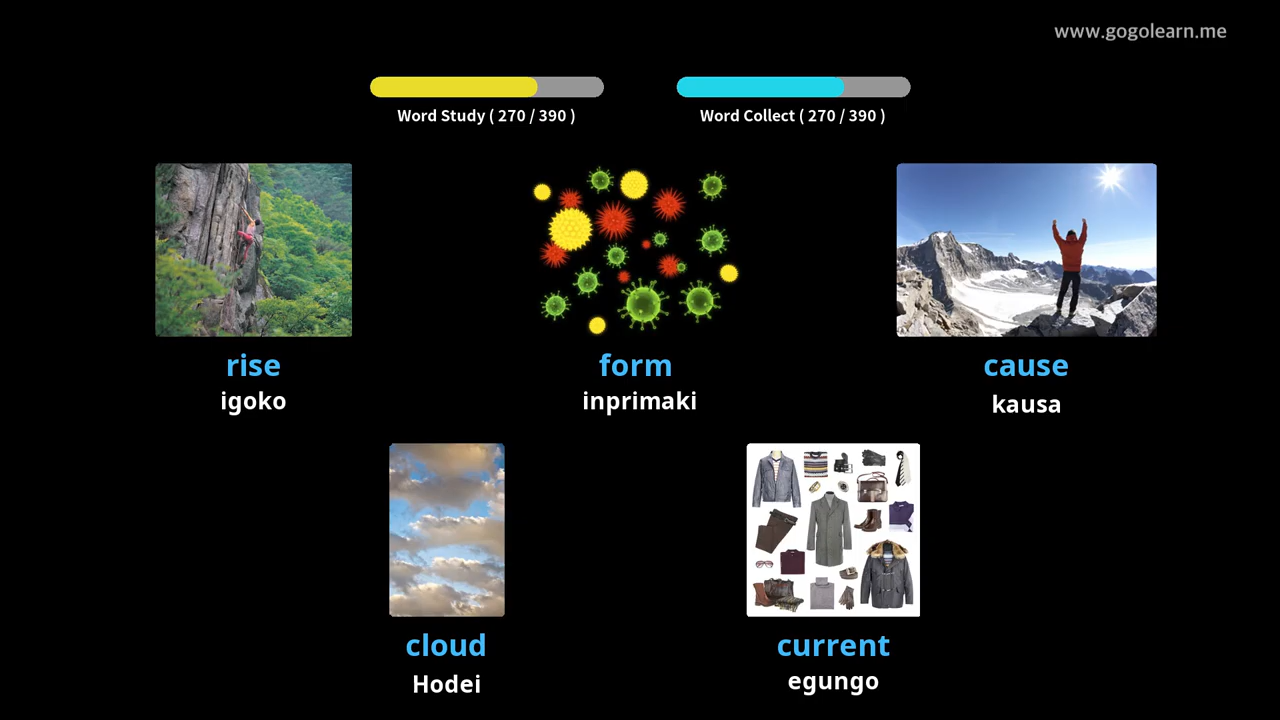 www.gogolearn.me
Word Study ( 270 / 390 )
Word Collect ( 270 / 390 )
rise
igoko
form
inprimaki
cause
kausa
cloud
Hodei
current
egungo